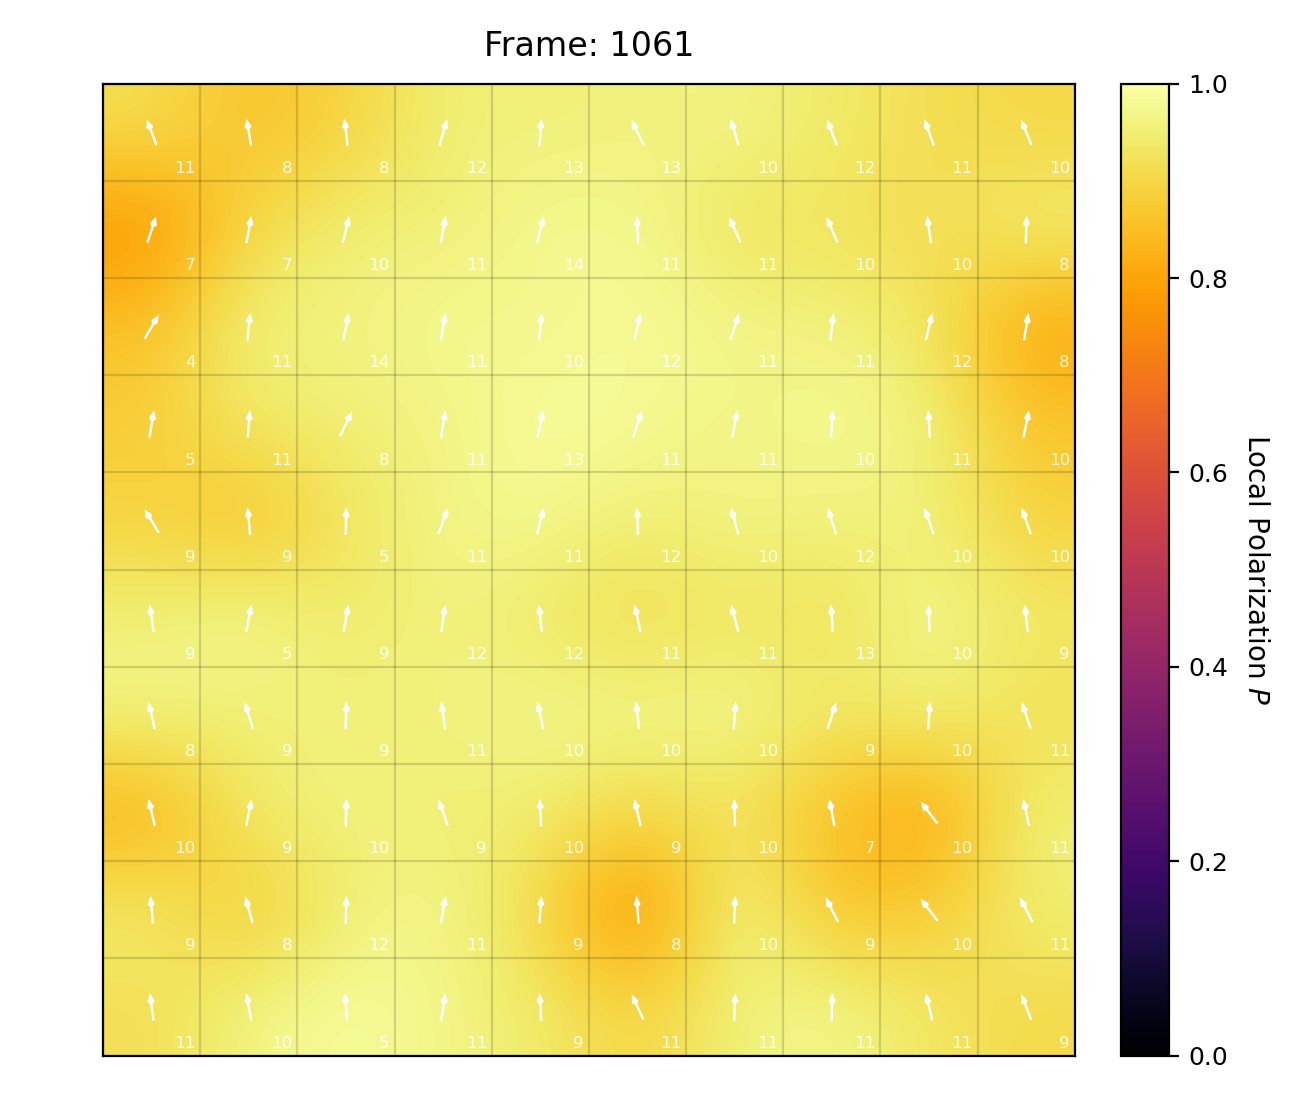 Frame: 1061
11 8 8 12 13 13 10 12 11 10
7 7 10 11 14 11 11 10 10 8
4 11 14 11 10 12 11 11 12 8
5 11 8 11 13 11 11 10 11 10
9 9 5 11 11 12 10 12 10 10
9 5 9 12 12 11 11 13 10 9
8 9 9 11 10 10 10 9 10 11
10 9 10 9 10 9 10 7 10 11
9 8 12 11 9 8 10 9 10 11
11 10 5 11 9 11 11 11 11 9
1.0
0.8
0.6
0.4
0.2
0.0
Local Polarization P